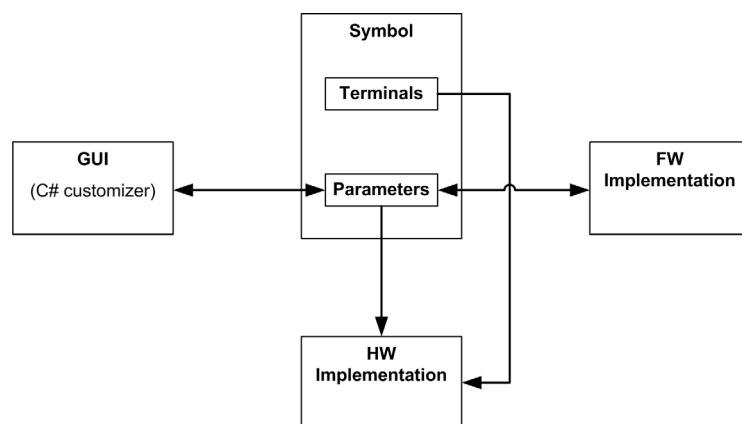 Symbol
Terminals
GUI
(C# customizer)
Parameters
FW
Implementation
HW
Implementation